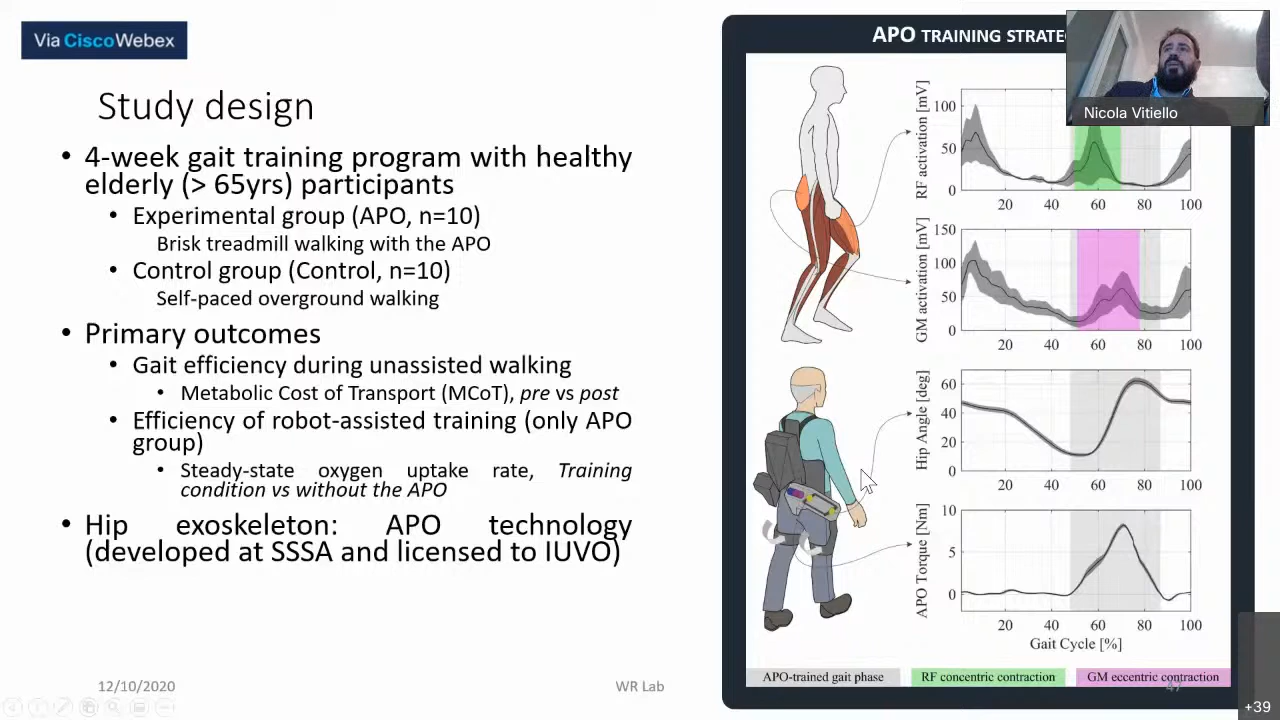 Via Cisco Webex
Study design
• 4-week gait training program with healthy
elderly (> 65yrs) participants
• Experimental group (APO, n=10)
Brisk treadmill walking with the APO
• Control group (Control, n=10)
Self-paced overground walking
• Primary outcomes
• Gait efficiency during unassisted walking
• Metabolic Cost of Transport (MCoT), pre vs post
• Efficiency of robot-assisted training (only APO
group)
• Steady-state oxygen uptake rate, Training
condition vs without the APO
• Hip exoskeleton: APO technology
(developed at SSSA and licensed to IUVO)
12/10/2020
WR Lab
47
APO TRAINING STRATE
Nicola Vitiello
RF activation [mV]
100
50
0
20 40 60 80 100
GM activation [mV]
150
100
50
0
20 40 60 80 100
Hip Angle [deg]
60
40
20
0
20 40 60 80 100
APO Torque [Nm]
10
5
0
20 40 60 80 100
Gait Cycle [%]
APO-trained gait phase
RF concentric contraction
GM eccentric contraction
+39